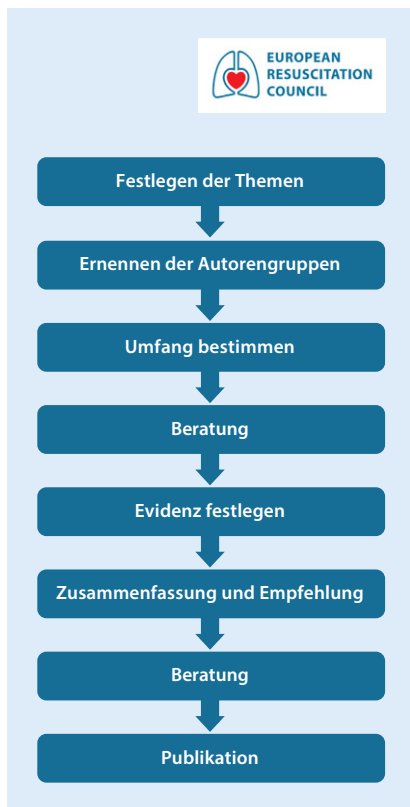 EUROPEAN
RESUSCITATION
COUNCIL
Festlegen der Themen
Ernennen der Autorengruppen
Umfang bestimmen
Beratung
Evidenz festlegen
Zusammenfassung und Empfehlung
Beratung
Publikation